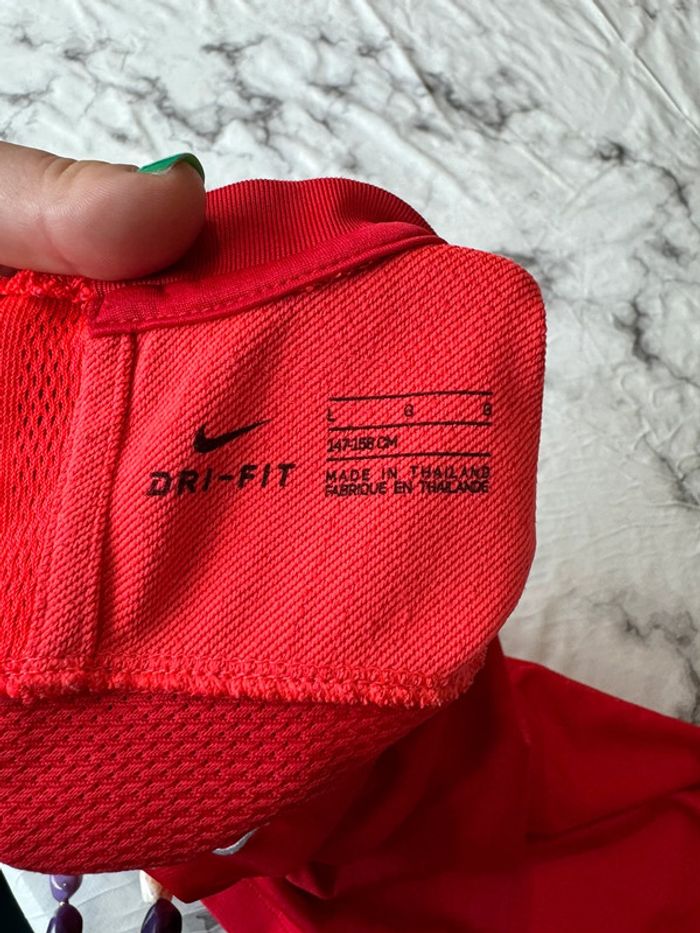 DRI-FIT
L G G
147-158 CM
MADE IN THAILAND
FABRIQUE EN THAILANDE